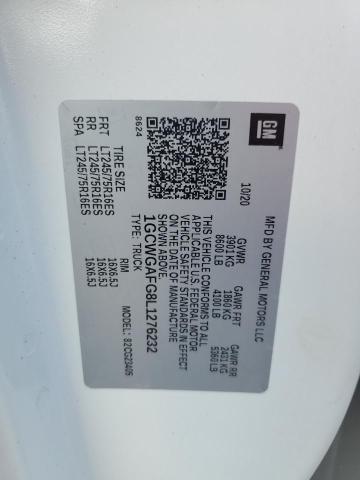 GM
MFD BY GENERAL MOTORS LLC
10/20
GVWR GAWR FRT GAWR RR
3901 KG 1860 KG 2431 KG
8600 LB 4100 LB 5360 LB
THIS VEHICLE CONFORMS TO ALL
APPLICABLE U.S. FEDERAL MOTOR
VEHICLE SAFETY STANDARDS IN EFFECT
ON THE DATE OF MANUFACTURE
SHOWN ABOVE.
1GCWGAFG8L1276232
TYPE: TRUCK MODEL: 82CG23405
8624
TIRE SIZE RIM
FRT LT245/75R16ES 16X6.5J
RR LT245/75R16ES 16X6.5J
SPA LT245/75R16ES 16X6.5J